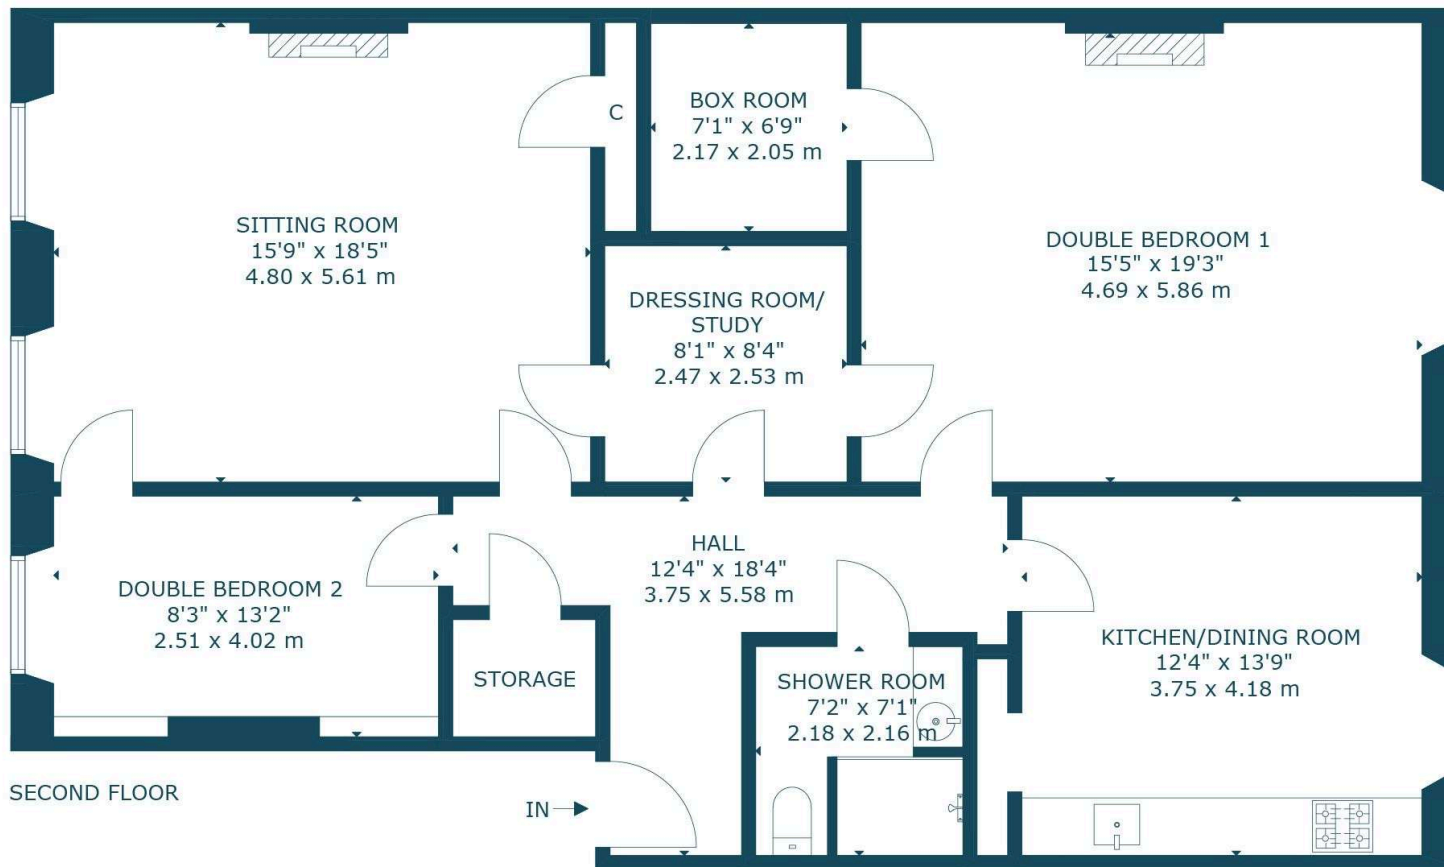 BOX ROOM
7'1" x 6'9"
2.17 x 2.05 m
C
SITTING ROOM
15'9" x 18'5"
4.80 x 5.61 m
DOUBLE BEDROOM 1
15'5" x 19'3"
4.69 x 5.86 m
DRESSING ROOM/
STUDY
8'1" x 8'4"
2.47 x 2.53 m
HALL
12'4" x 18'4"
3.75 x 5.58 m
DOUBLE BEDROOM 2
8'3" x 13'2"
2.51 x 4.02 m
KITCHEN/DINING ROOM
12'4" x 13'9"
3.75 x 4.18 m
STORAGE
SHOWER ROOM
7'2" x 7'1"
2.18 x 2.16 m
SECOND FLOOR
IN